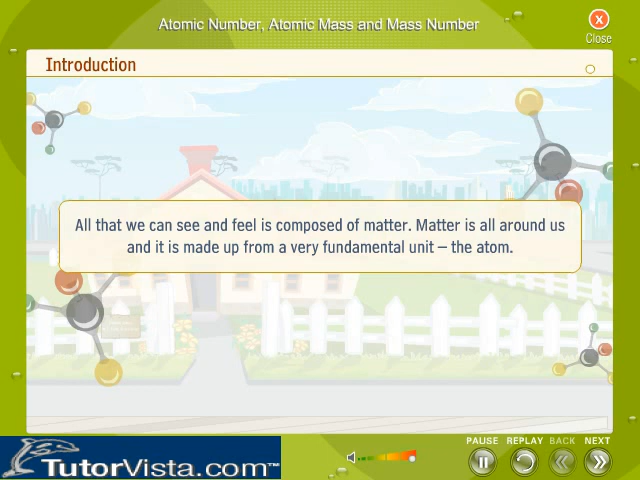 Atomic Number, Atomic Mass and Mass Number
X
Close
Introduction
All that we can see and feel is composed of matter. Matter is all around us
and it is made up from a very fundamental unit – the atom.
PAUSE REPLAY BACK NEXT
TutorVista.com™